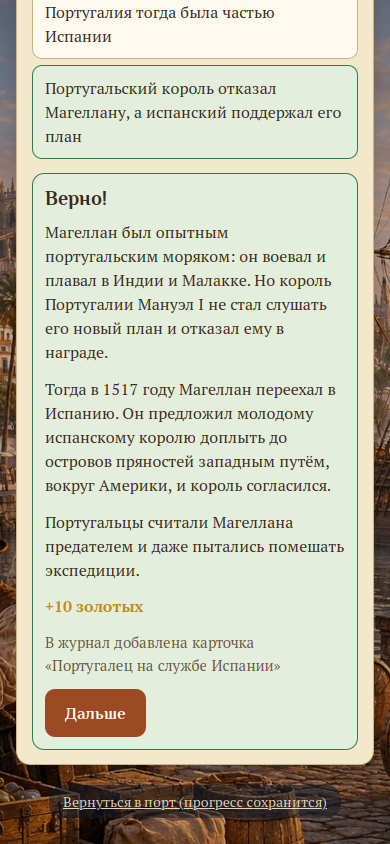 Португалия тогда была частью
Испании
Португальский король отказал
Магеллану, а испанский поддержал его
план
Верно!
Магеллан был опытным
португальским моряком: он воевал и
плавал в Индии и Малакке. Но король
Португалии Мануэл I не стал слушать
его новый план и отказал ему в
награде.
Тогда в 1517 году Магеллан переехал в
Испанию. Он предложил молодому
испанскому королю доплыть до
островов пряностей западным путём,
вокруг Америки, и король согласился.
Португальцы считали Магеллана
предателем и даже пытались помешать
экспедиции.
+10 золотых
В журнал добавлена карточка
«Португалец на службе Испании»
Дальше
Вернуться в порт (прогресс сохранится)